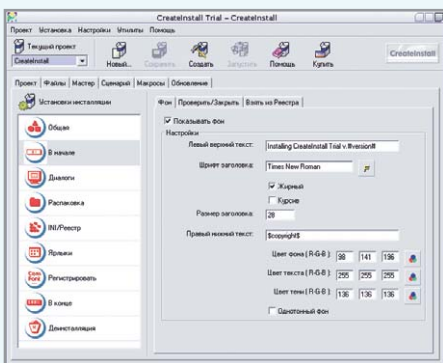 CreateInstall Trial - CreateInstall
Проект Установка Настройки Утилиты Помощь
Текущий проект
CreateInstall
Новый... Сохранить Создать Запустить Помощь Купить
CreateInstall
Проект Файлы Мастер Сценарий Макросы Обновление
Установки инсталляции
Общая
В начале
Диалоги
Распаковка
INI/Реестр
Ярлыки
Регистрировать
В конце
Деинсталляция
Фон Проверить/Закрыть Взять из Реестра
Показывать фон
Настройки
Левый верхний текст: Installing CreateInstall Trial v.#version#
Шрифт заголовка: Times New Roman
Жирный
Курсив
Размер заголовка: 28
Правый нижний текст: $copyright$
Цвет фона ( R-G-B ): 98 141 196
Цвет текста ( R-G-B ): 255 255 255
Цвет тени ( R-G-B ): 136 136 136
Однотонный фон